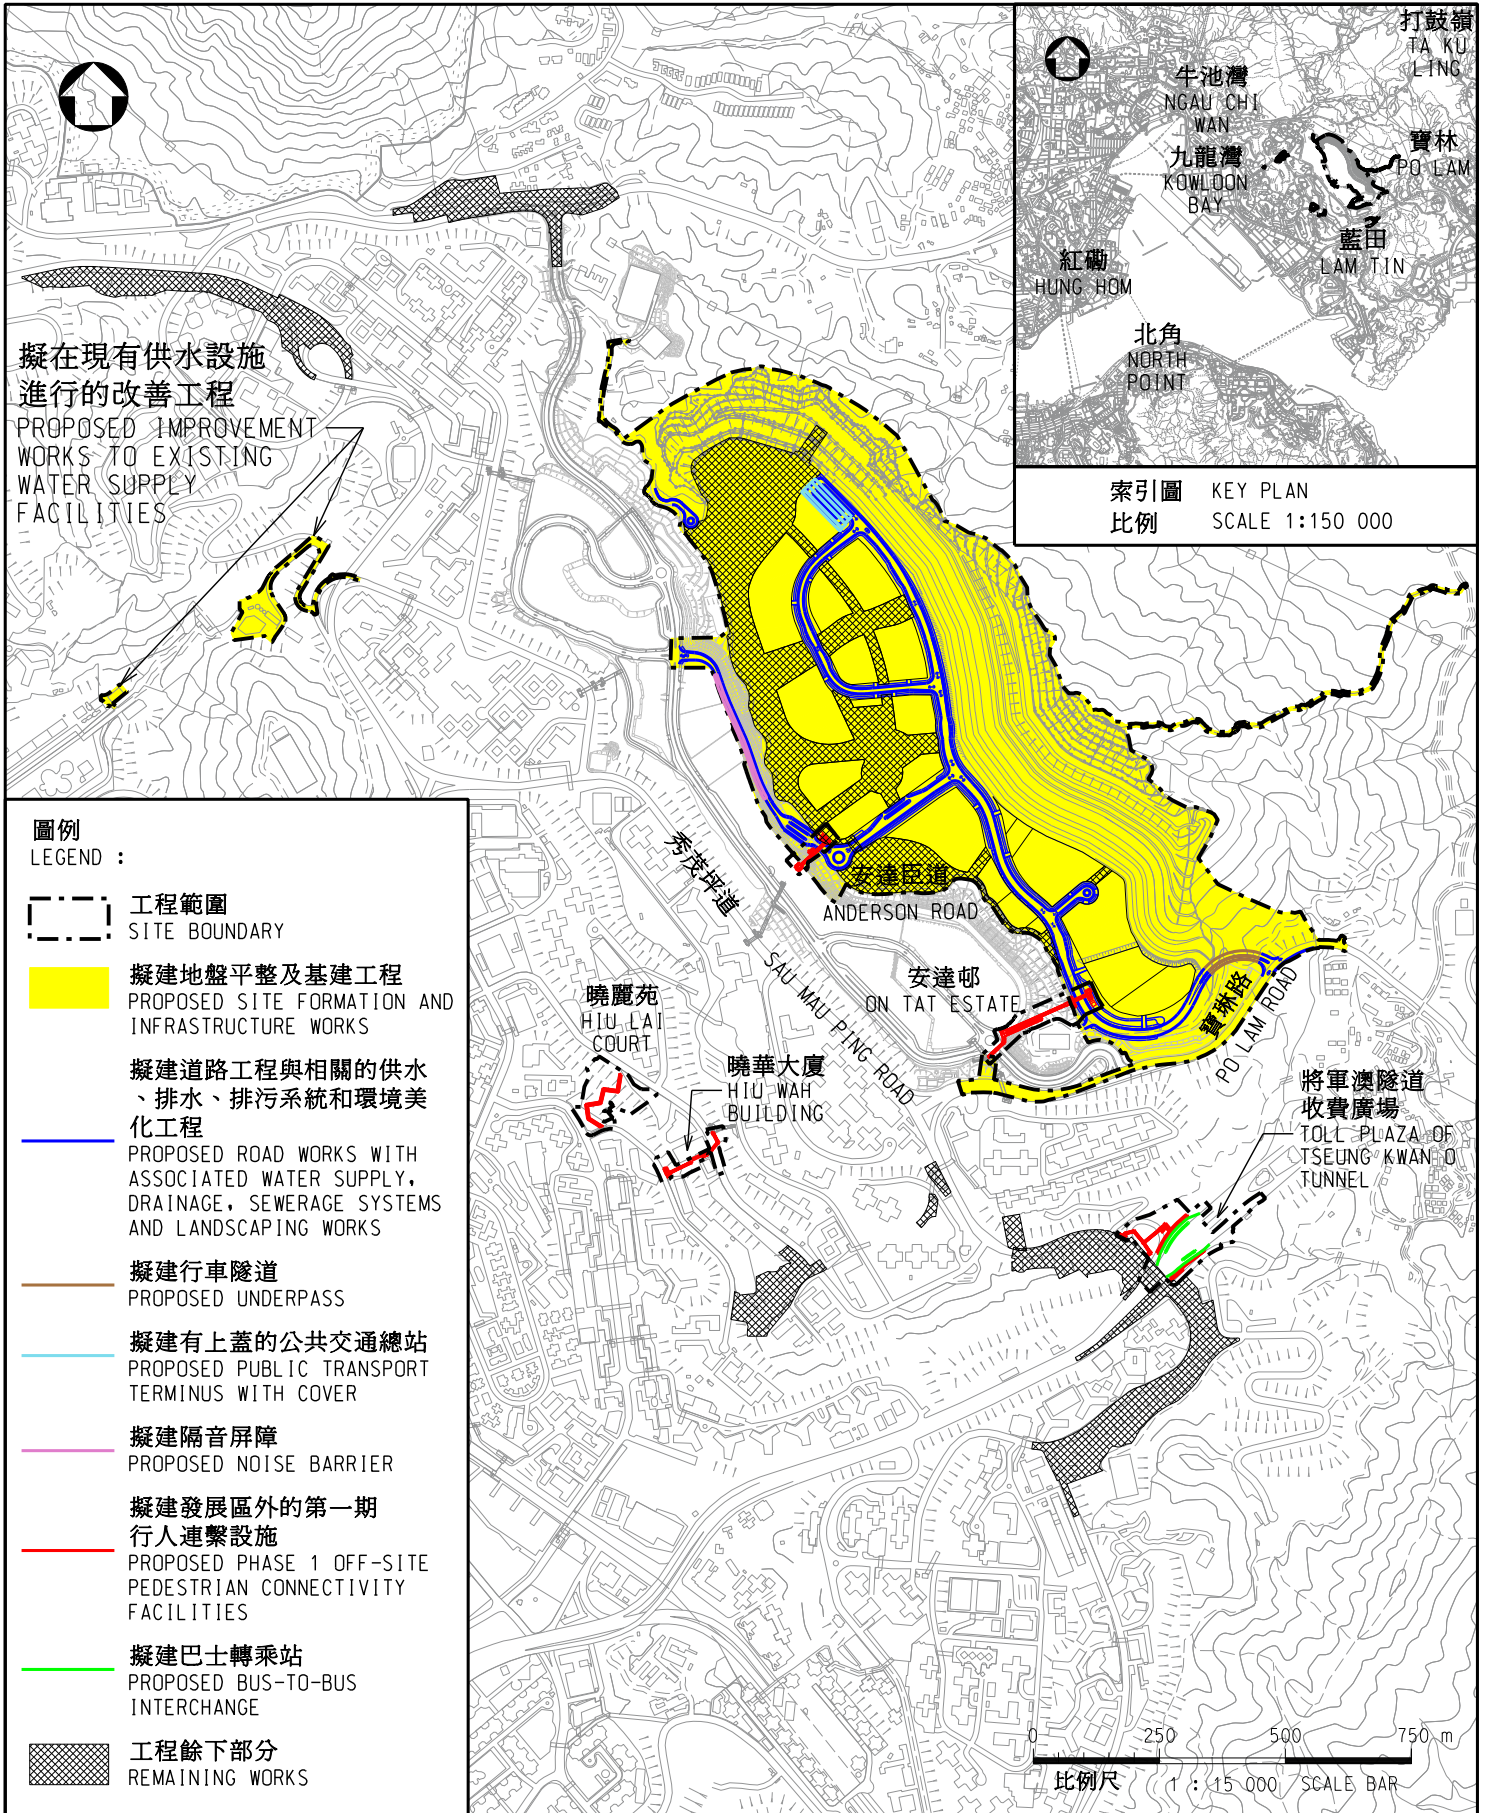 打鼓嶺
TA KU
LING
牛池灣
NGAU CHI
WAN
寶林
PO LAM
九龍灣
KOWLOON
BAY
藍田
LAM TIN
紅磡
HUNG HOM
北角
NORTH
POINT
索引圖 KEY PLAN
比例 SCALE 1:150 000
擬在現有供水設施
進行的改善工程
PROPOSED IMPROVEMENT
WORKS TO EXISTING
WATER SUPPLY
FACILITIES
秀茂坪道
SAU MAU PING ROAD
安達臣道
ANDERSON ROAD
安達邨
ON TAT ESTATE
寶琳路
PO LAM ROAD
曉麗苑
HIU LAI
COURT
曉華大廈
HIU WAH
BUILDING
將軍澳隧道
收費廣場
TOLL PLAZA OF
TSEUNG KWAN O
TUNNEL
圖例
LEGEND :
工程範圍
SITE BOUNDARY
擬建地盤平整及基建工程
PROPOSED SITE FORMATION AND
INFRASTRUCTURE WORKS
擬建道路工程與相關的供水
、排水、排污系統和環境美
化工程
PROPOSED ROAD WORKS WITH
ASSOCIATED WATER SUPPLY,
DRAINAGE, SEWERAGE SYSTEMS
AND LANDSCAPING WORKS
擬建行車隧道
PROPOSED UNDERPASS
擬建有上蓋的公共交通總站
PROPOSED PUBLIC TRANSPORT
TERMINUS WITH COVER
擬建隔音屏障
PROPOSED NOISE BARRIER
擬建發展區外的第一期
行人連繫設施
PROPOSED PHASE 1 OFF-SITE
PEDESTRIAN CONNECTIVITY
FACILITIES
擬建巴士轉乘站
PROPOSED BUS-TO-BUS
INTERCHANGE
工程餘下部分
REMAINING WORKS
0 250 500 750 m
比例尺 1 : 15 000 SCALE BAR